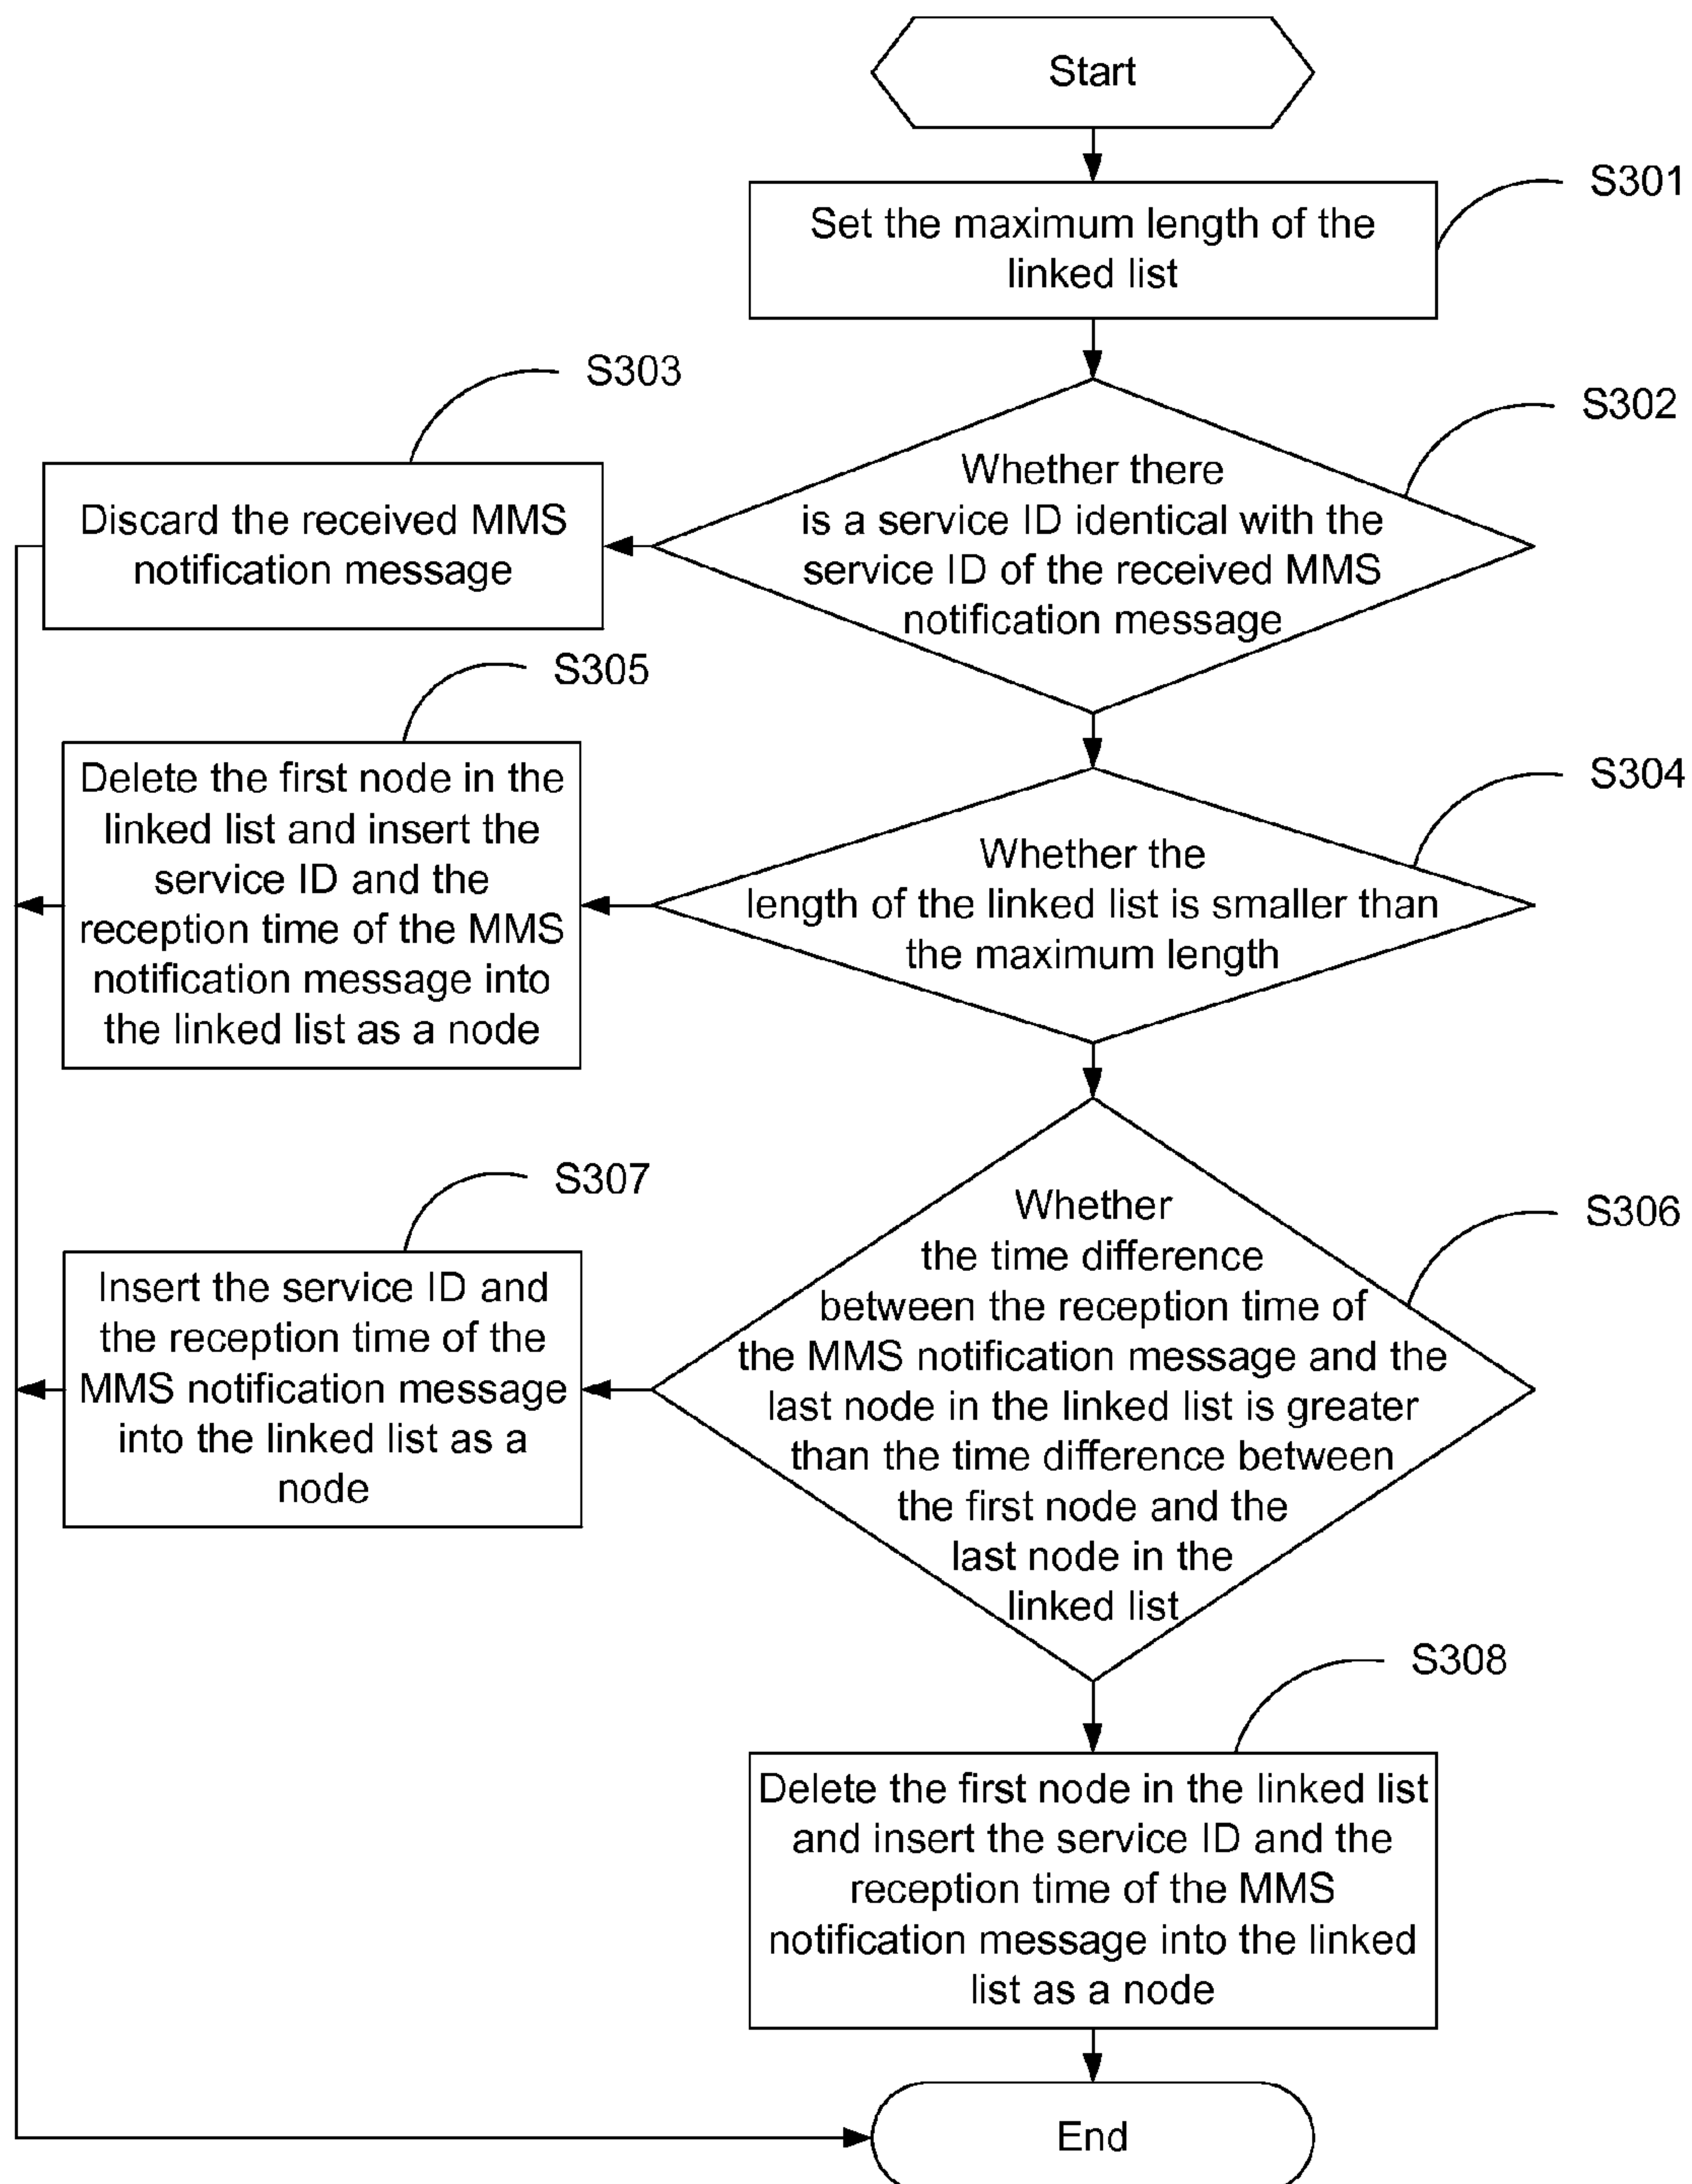 Start
S301
Set the maximum length of the
linked list
S303
S302
Discard the received MMS
notification message
Whether there
is a service ID identical with the
service ID of the received MMS
notification message
S305
S304
Delete the first node in the
linked list and insert the
service ID and the
reception time of the MMS
notification message into
the linked list as a node
Whether the
length of the linked list is smaller than
the maximum length
S307
S306
Insert the service ID and
the reception time of the
MMS notification message
into the linked list as a
node
Whether
the time difference
between the reception time of
the MMS notification message and the
last node in the linked list is greater
than the time difference between
the first node and the
last node in the
linked list
S308
Delete the first node in the linked list
and insert the service ID and the
reception time of the MMS
notification message into the linked
list as a node
End